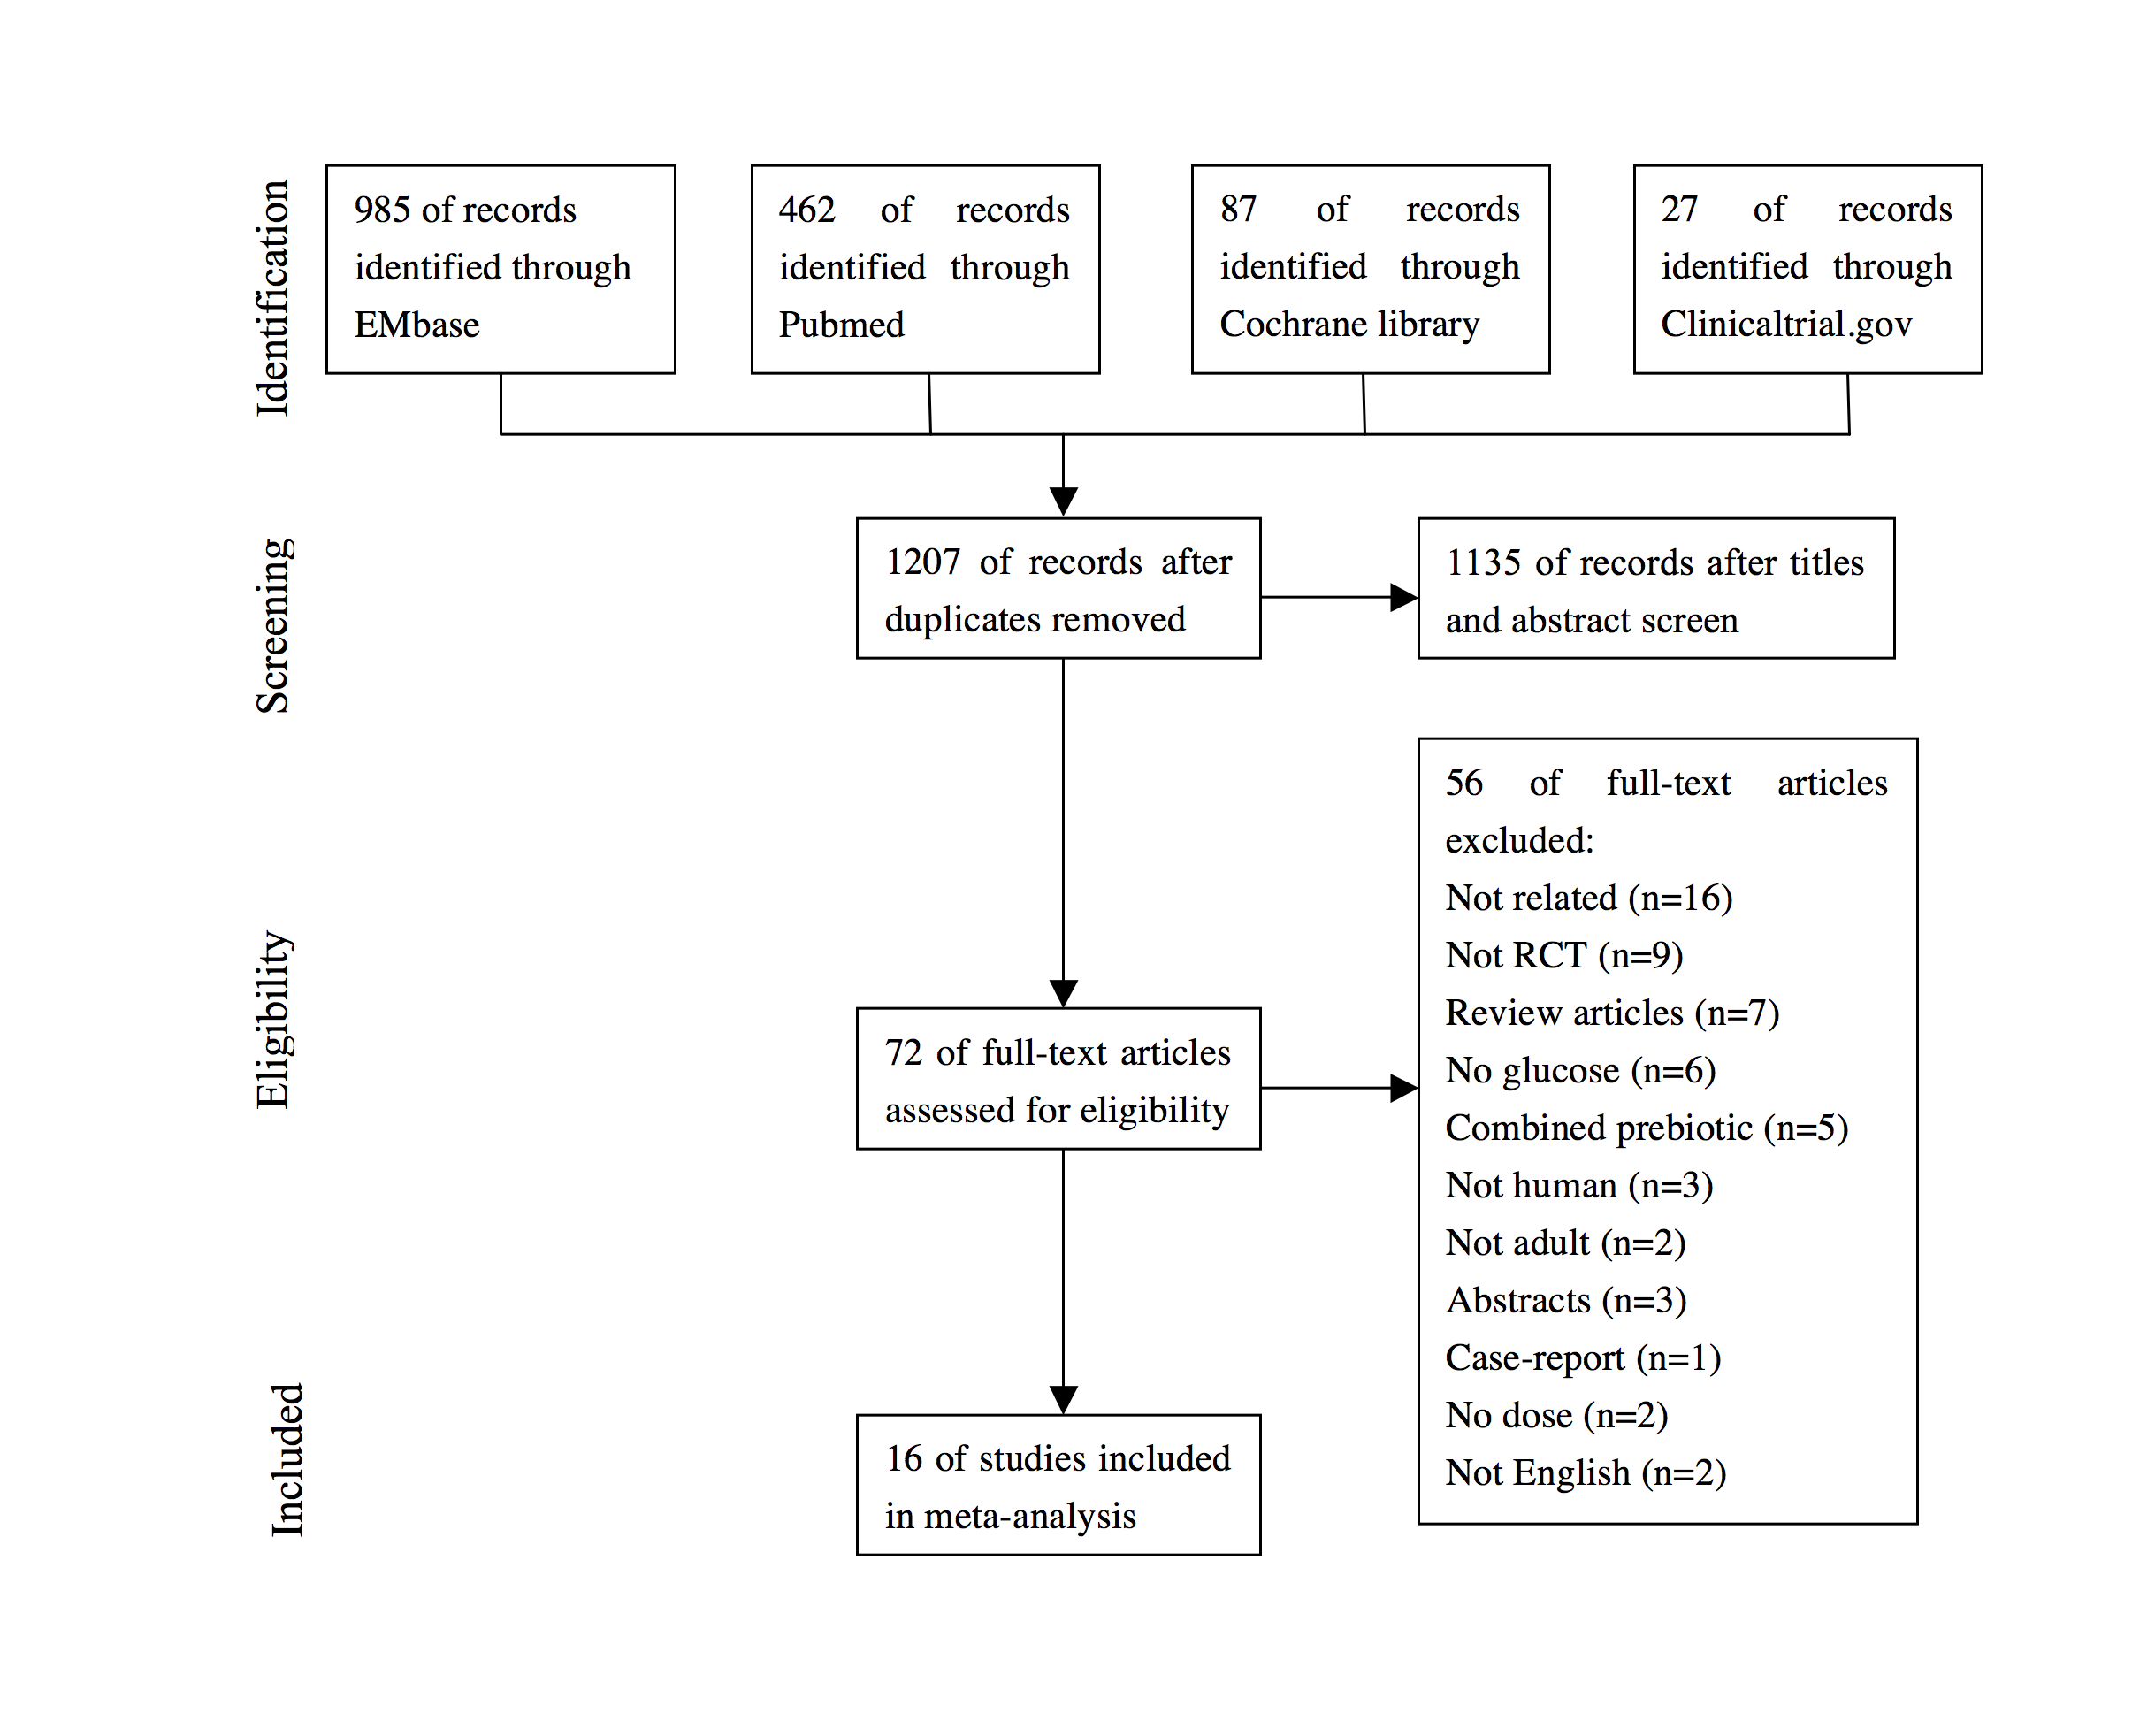 Identification
985 of records
identified through
EMbase
462 of records
identified through
Pubmed
87 of records
identified through
Cochrane library
27 of records
identified through
Clinicaltrial.gov
Screening
1207 of records after
duplicates removed
1135 of records after titles
and abstract screen
Eligibility
72 of full-text articles
assessed for eligibility
56 of full-text articles
excluded:
Not related (n=16)
Not RCT (n=9)
Review articles (n=7)
No glucose (n=6)
Combined prebiotic (n=5)
Not human (n=3)
Not adult (n=2)
Abstracts (n=3)
Case-report (n=1)
No dose (n=2)
Not English (n=2)
Included
16 of studies included
in meta-analysis